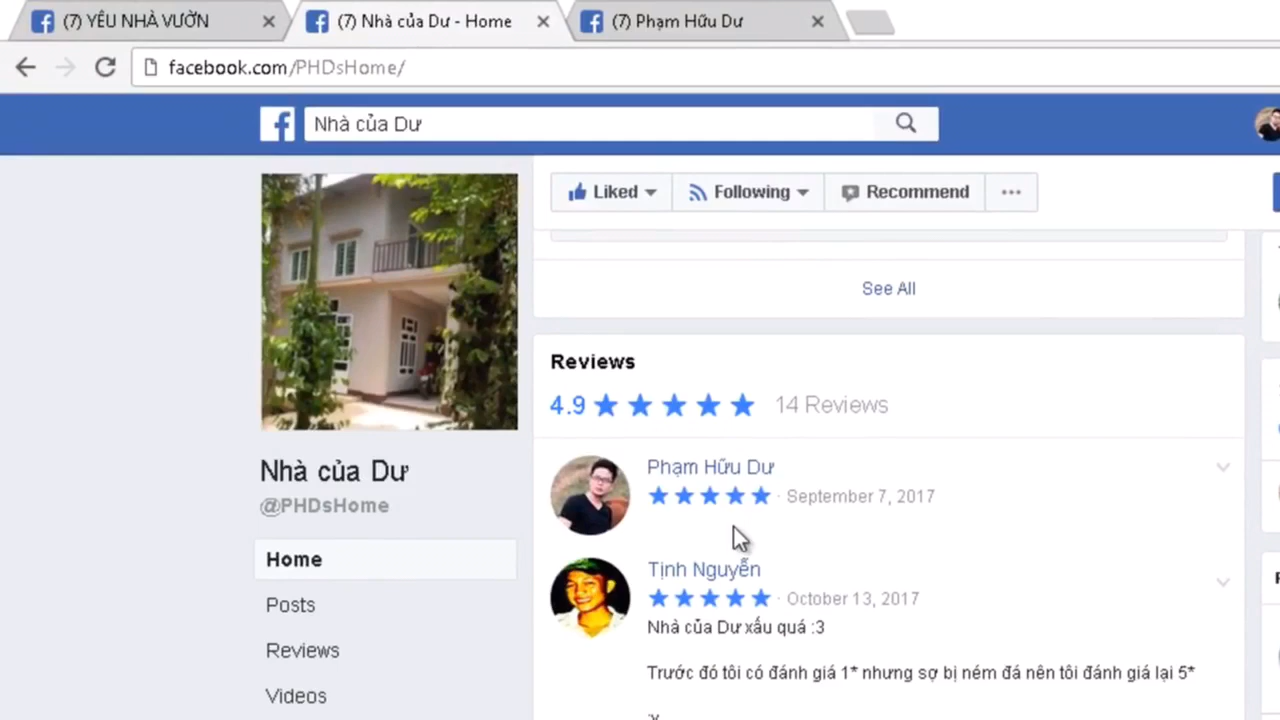 (7) YÊU NHÀ VƯỜN
(7) Nhà của Dư - Home
(7) Phạm Hữu Dư
facebook.com/PHDsHome/
Nhà của Dư
Liked
Following
Recommend
See All
Reviews
4.9
14 Reviews
Phạm Hữu Dư
· September 7, 2017
Tịnh Nguyễn
· October 13, 2017
Nhà của Dư xấu quá :3
Trước đó tôi có đánh giá 1* nhưng sợ bị ném đá nên tôi đánh giá lại 5*
Nhà của Dư
@PHDsHome
Home
Posts
Reviews
Videos